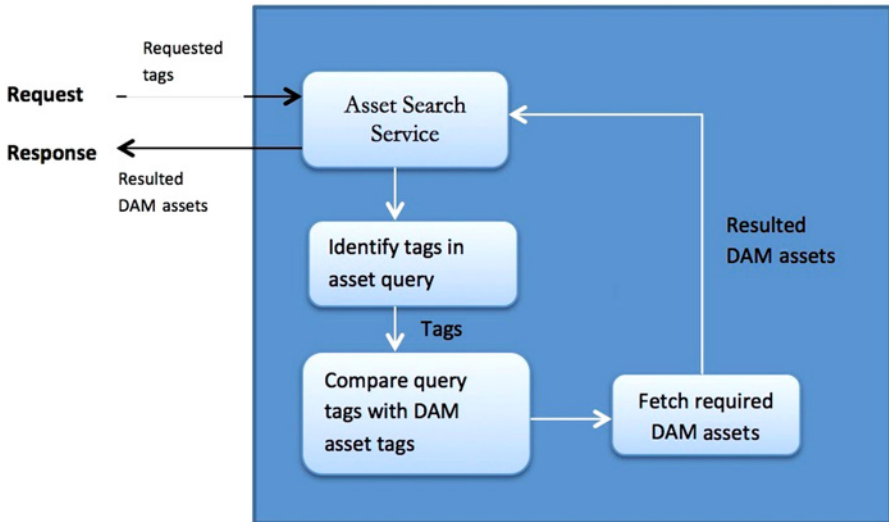 Requested
tags
Request
Response
Resulted
DAM assets
Asset Search
Service
Identify tags in
asset query
Tags
Compare query
tags with DAM
asset tags
Fetch required
DAM assets
Resulted
DAM assets